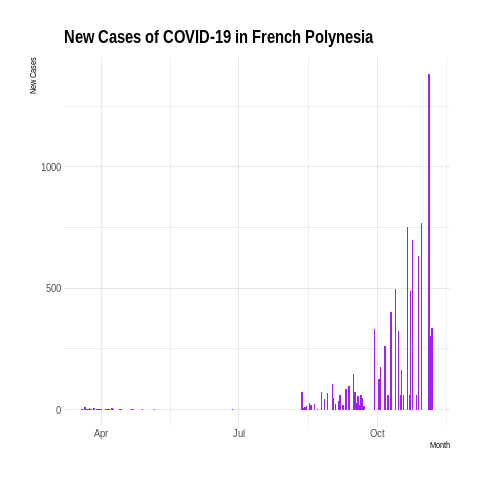 New Cases of COVID-19 in French Polynesia
New Cases
1000
500
0
Apr Jul Oct
Month